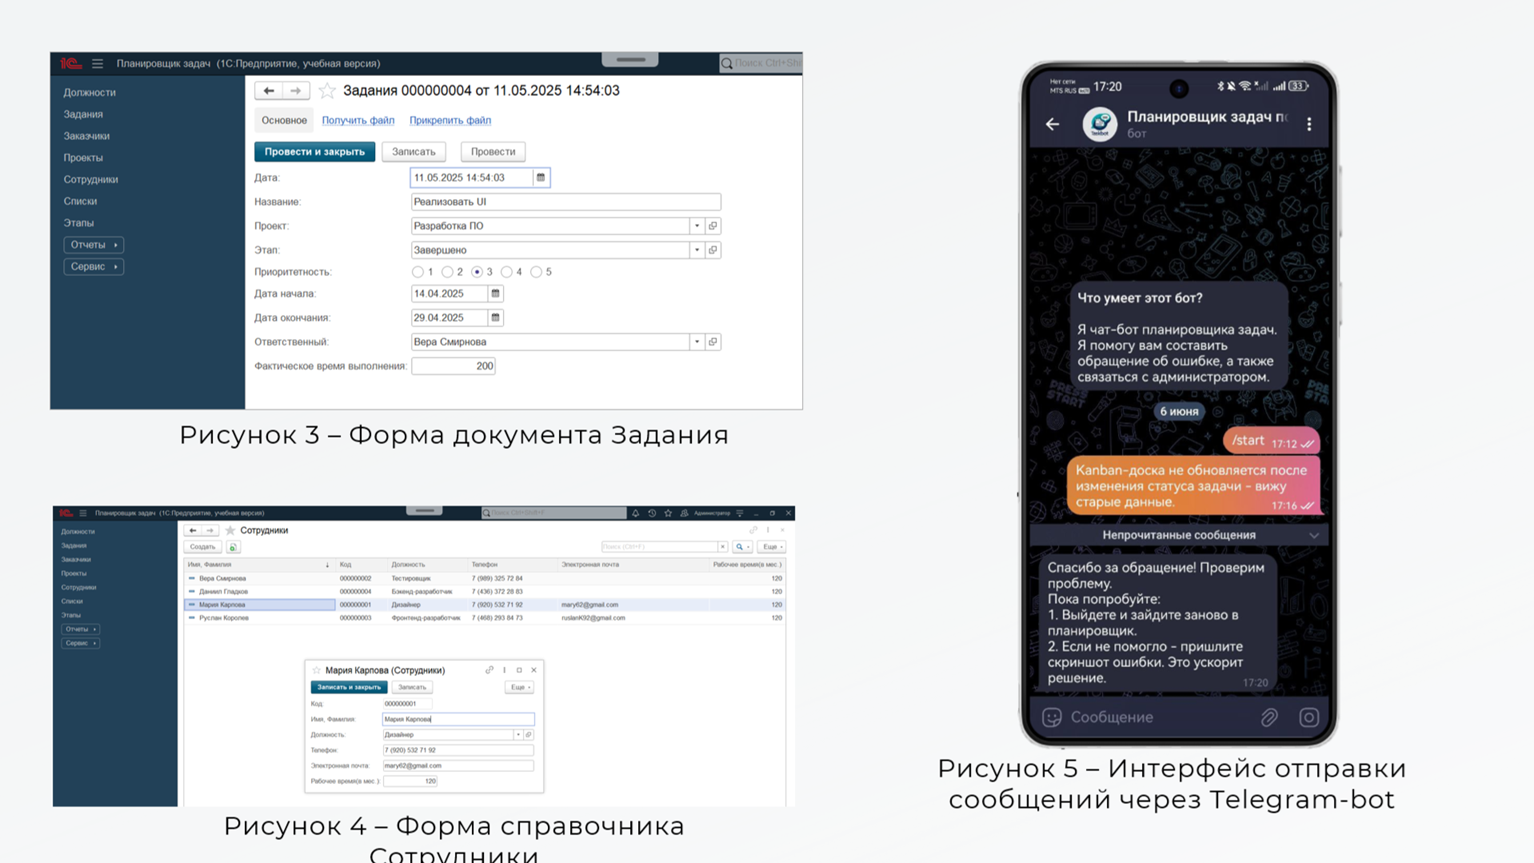 1С Планировщик задач (1С:Предприятие, учебная версия)
Поиск Ctrl+Shi
Должности
Задания
Заказчики
Проекты
Сотрудники
Списки
Этапы
Отчеты
Сервис
Задания 000000004 от 11.05.2025 14:54:03
Основное Получить файл Прикрепить файл
Провести и закрыть Записать Провести
Дата: 11.05.2025 14:54:03
Название: Реализовать UI
Проект: Разработка ПО
Этап: Завершено
Приоритетность: 1 2 3 4 5
Дата начала: 14.04.2025
Дата окончания: 29.04.2025
Ответственный: Вера Смирнова
Фактическое время выполнения: 200
Рисунок 3 – Форма документа Задания
1С Планировщик задач (1С:Предприятие, учебная версия)
Поиск Ctrl+Shift+F
Администратор
Должности
Задания
Заказчики
Проекты
Сотрудники
Списки
Этапы
Отчеты
Сервис
Сотрудники
Создать
Поиск (Ctrl+F)
Еще
Имя, Фамилия Код Должность Телефон Электронная почта Рабочее время(в мес.)
Вера Смирнова 000000002 Тестировщик 7 (989) 325 72 84 120
Даниил Гладков 000000004 Бэкенд-разработчик 7 (436) 372 28 83 120
Мария Карпова 000000001 Дизайнер 7 (920) 532 71 92 mary62@gmail.com 120
Руслан Королев 000000003 Фронтенд-разработчик 7 (468) 293 84 73 ruslanK92@gmail.com 120
Мария Карпова (Сотрудники)
Записать и закрыть Записать Еще
Код: 000000001
Имя, Фамилия: Мария Карпова
Должность: Дизайнер
Телефон: 7 (920) 532 71 92
Электронная почта: mary62@gmail.com
Рабочее время(в мес.): 120
Рисунок 4 – Форма справочника
Сотрудники
Нет сети
MTS RUS 17:20
33
Планировщик задач п
бот
Что умеет этот бот?
Я чат-бот планировщика задач.
Я помогу вам составить
обращение об ошибке, а также
связаться с администратором.
6 июня
/start 17:12
Kanban-доска не обновляется после
изменения статуса задачи - вижу
старые данные.
17:16
Непрочитанные сообщения
Спасибо за обращение! Проверим
проблему.
Пока попробуйте:
1. Выйдете и зайдите заново в
планировщик.
2. Если не помогло - пришлите
скриншот ошибки. Это ускорит
решение.
17:20
Сообщение
Рисунок 5 – Интерфейс отправки
сообщений через Telegram-bot